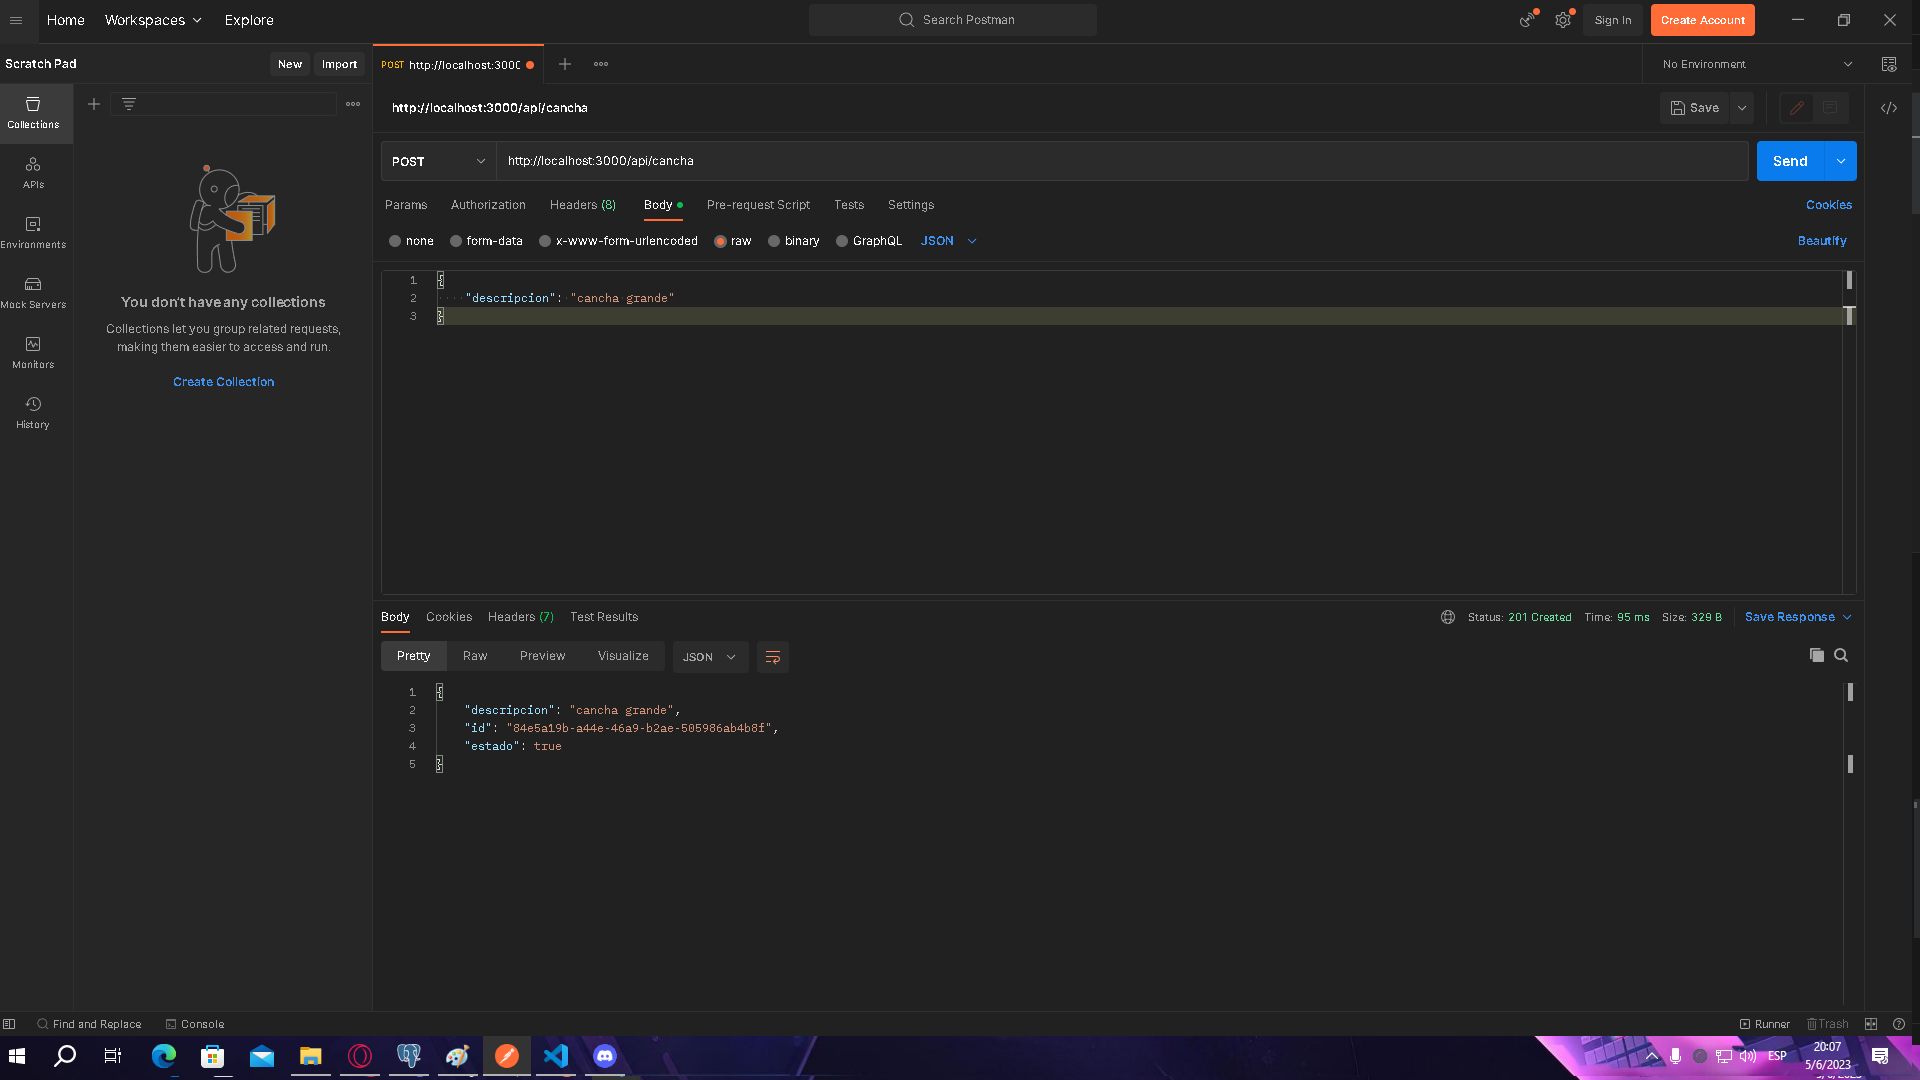 Home Workspaces Explore Search Postman Sign In Create Account
Scratch Pad New Import POST http://localhost:3000 No Environment
Collections
APIs
Environments
Mock Servers
Monitors
History
You don't have any collections
Collections let you group related requests,
making them easier to access and run.
Create Collection
http://localhost:3000/api/cancha Save
POST http://localhost:3000/api/cancha Send
Params Authorization Headers (8) Body Pre-request Script Tests Settings Cookies
none form-data x-www-form-urlencoded raw binary GraphQL JSON Beautify
1 {
2 "descripcion": "cancha grande"
3 }
Body Cookies Headers (7) Test Results Status: 201 Created Time: 95 ms Size: 329 B Save Response
Pretty Raw Preview Visualize JSON
1 {
2 "descripcion": "cancha grande",
3 "id": "84e5a19b-a44e-46a9-b2ae-505986ab4b8f",
4 "estado": true
5 }
Find and Replace Console Runner Trash
ESP 20:07
5/6/2023